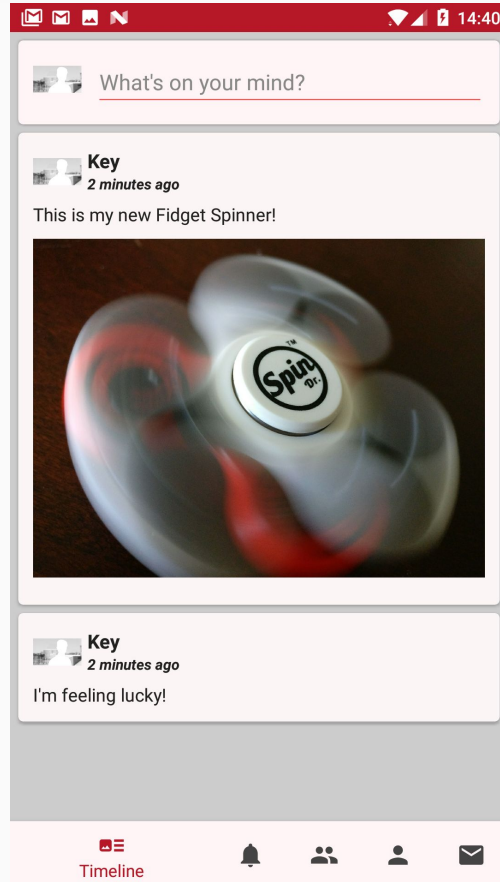 14:40
What's on your mind?
Key
2 minutes ago
This is my new Fidget Spinner!
TM
Spin
Dr.
Key
2 minutes ago
I'm feeling lucky!
Timeline